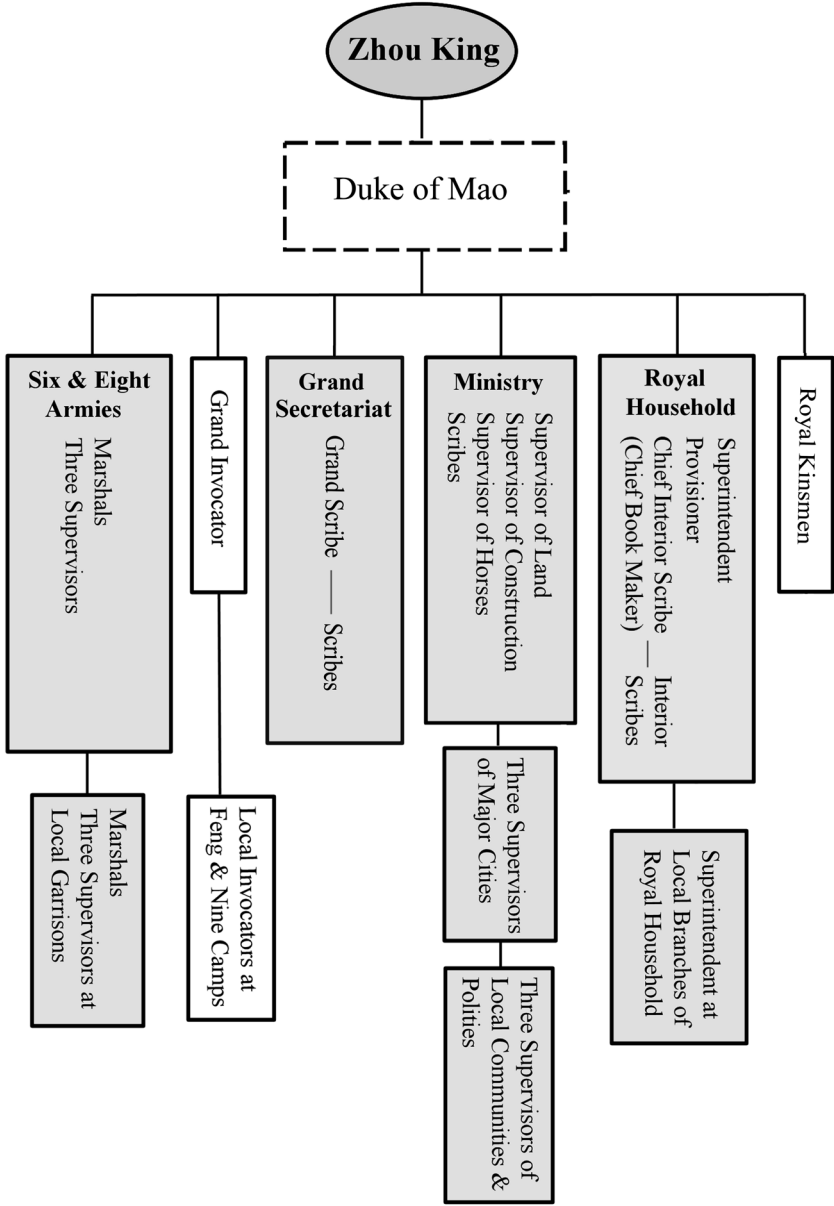 Zhou King
Duke of Mao
Six & Eight
Armies
Marshals
Three Supervisors
Marshals
Three Supervisors at
Local Garrisons
Grand Invocator
Local Invocators at
Feng & Nine Camps
Grand
Secretariat
Grand Scribe — Scribes
Ministry
Supervisor of Land
Supervisor of Construction
Supervisor of Horses
Scribes
Three Supervisors
of Major Cities
Three Supervisors of
Local Communities &
Polities
Royal
Household
Superintendent
Provisioner
Chief Interior Scribe — Interior
(Chief Book Maker) Scribes
Superintendent at
Local Branches of
Royal Household
Royal Kinsmen